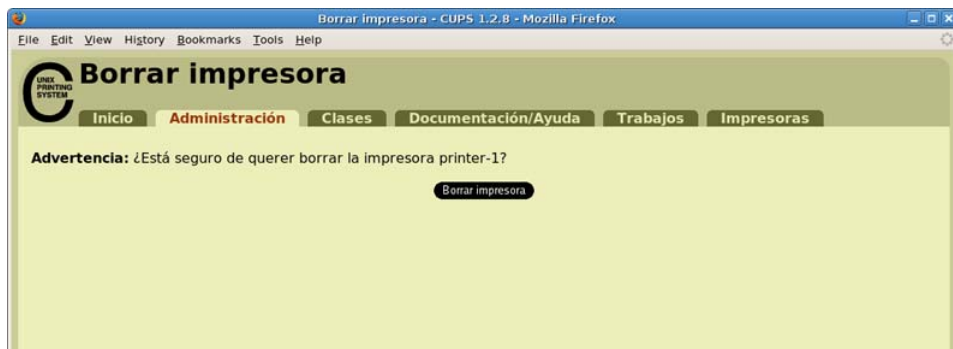 Borrar impresora - CUPS 1.2.8 - Mozilla Firefox
File Edit View History Bookmarks Tools Help
UNIX
PRINTING
SYSTEM
Borrar impresora
Inicio Administración Clases Documentación/Ayuda Trabajos Impresoras
Advertencia: ¿Está seguro de querer borrar la impresora printer-1?
Borrar impresora